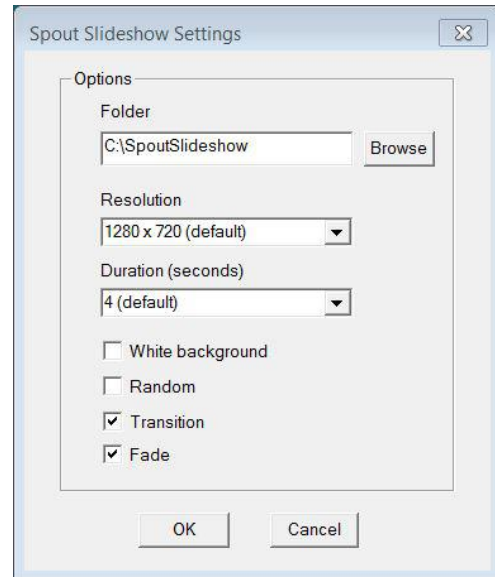 Spout Slideshow Settings
Options
Folder
C:\SpoutSlideshow
Browse
Resolution
1280 x 720 (default)
Duration (seconds)
4 (default)
White background
Random
Transition
Fade
OK
Cancel